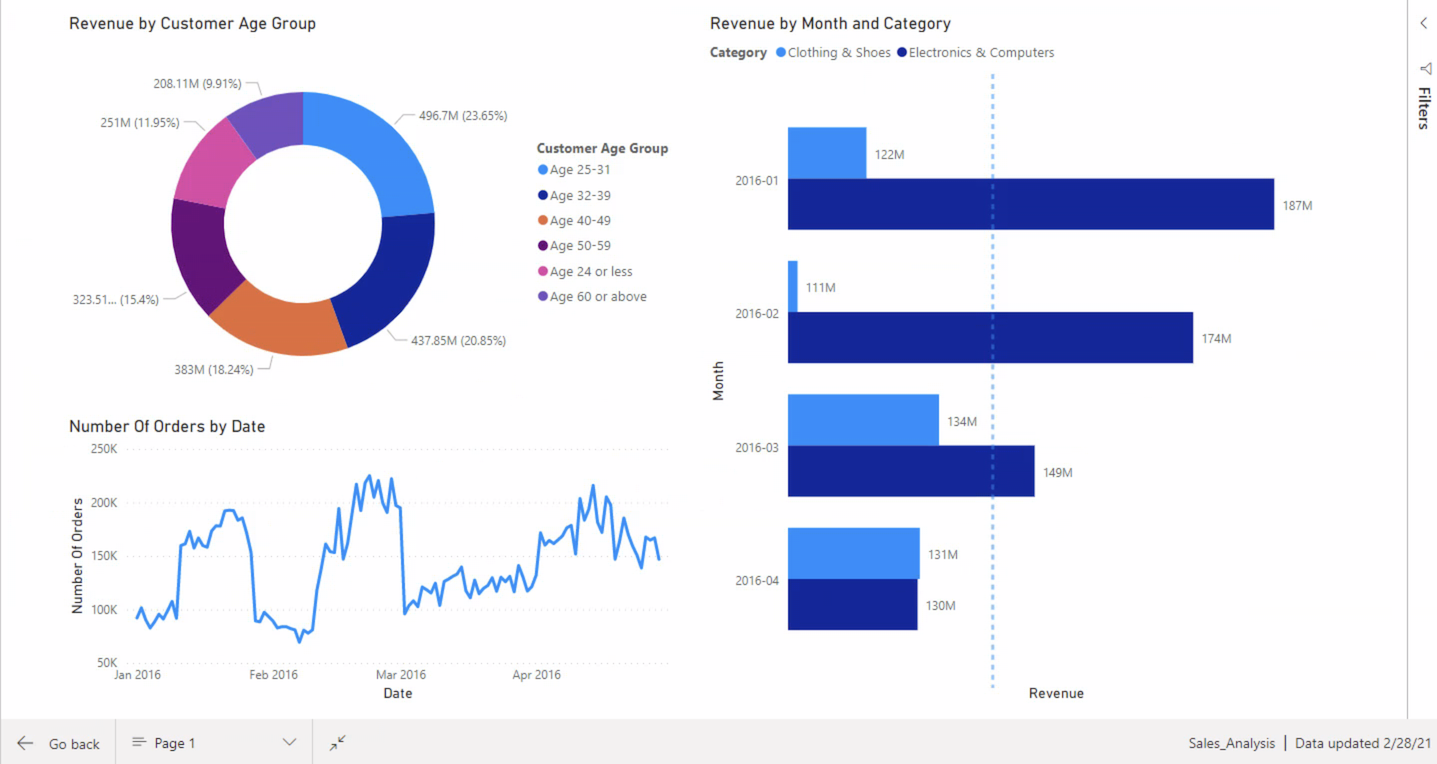 Revenue by Customer Age Group
208.11M (9.91%)
251M (11.95%)
496.7M (23.65%)
323.51... (15.4%)
437.85M (20.85%)
383M (18.24%)
Customer Age Group
Age 25-31
Age 32-39
Age 40-49
Age 50-59
Age 24 or less
Age 60 or above
Number Of Orders by Date
Number Of Orders
250K
200K
150K
100K
50K
Jan 2016 Feb 2016 Mar 2016 Apr 2016
Date
Revenue by Month and Category
Category Clothing & Shoes Electronics & Computers
Month
2016-01
122M
187M
2016-02
111M
174M
2016-03
134M
149M
2016-04
131M
130M
Revenue
Filters
Go back Page 1 Sales_Analysis | Data updated 2/28/21